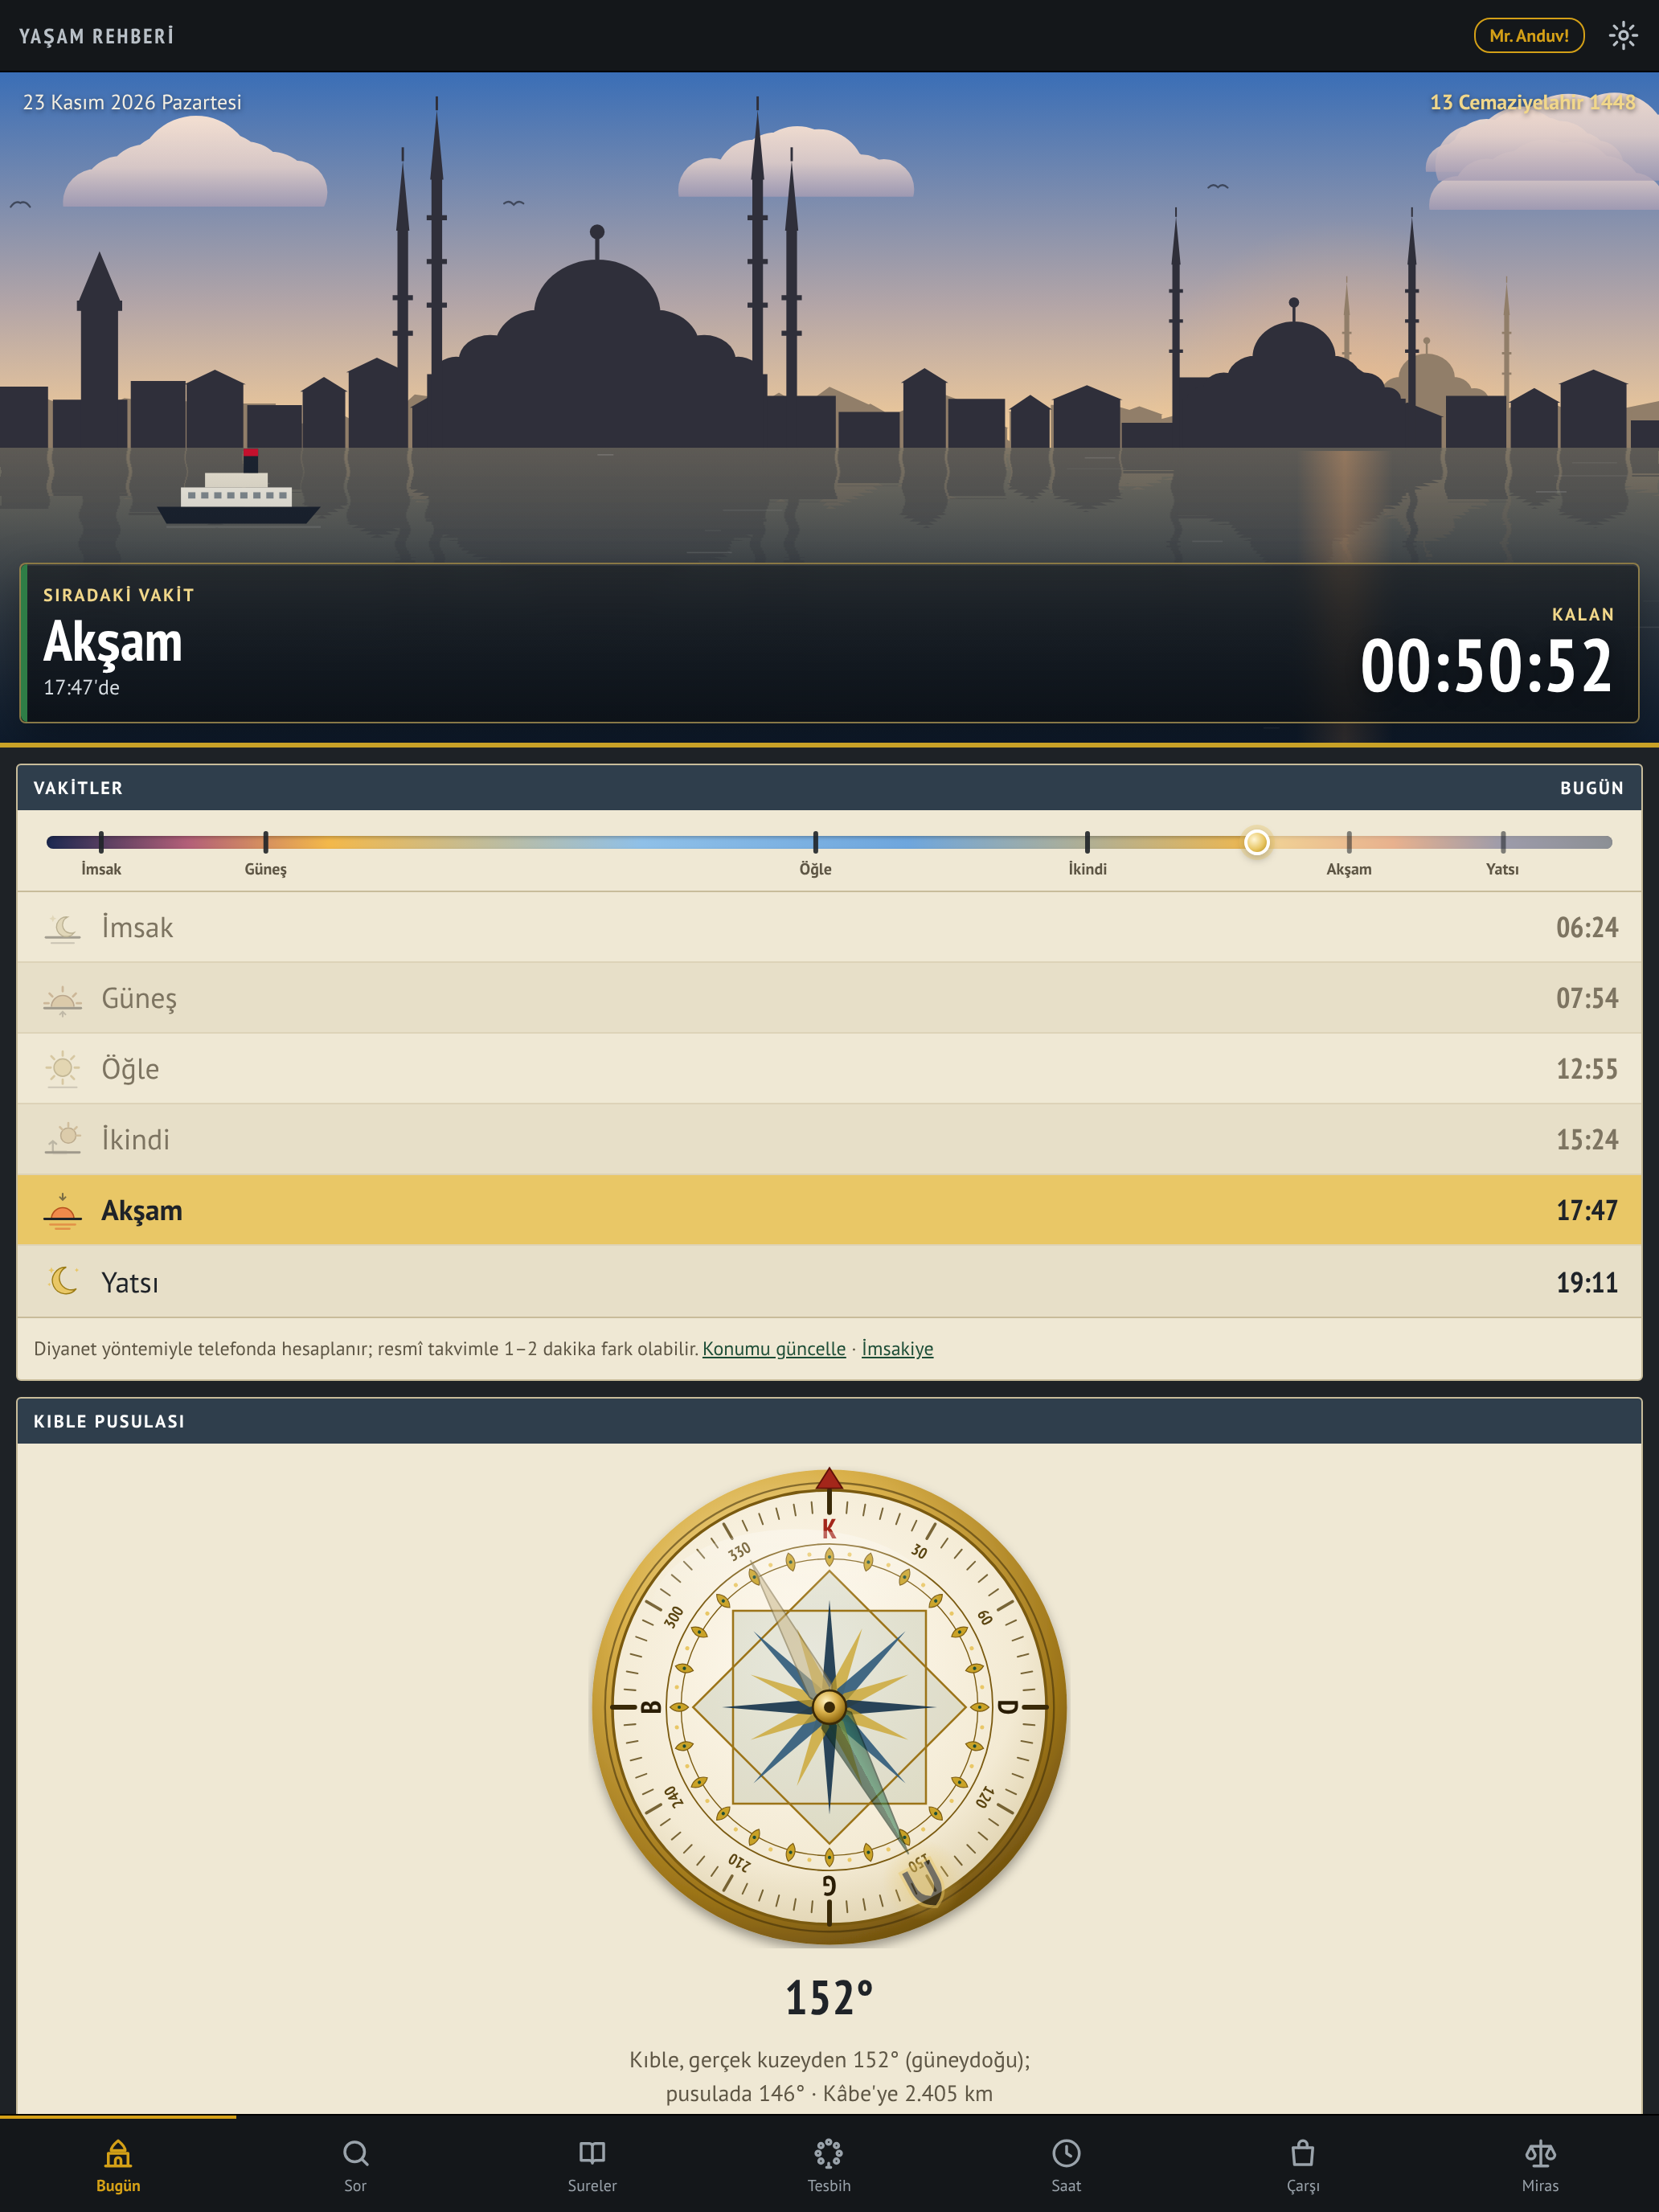 YAŞAM REHBERİ
Mr. Anduv!
23 Kasım 2026 Pazartesi
13 Cemaziyelahir 1448
SIRADAKİ VAKİT
Akşam
17:47'de
KALAN
00:50:52
VAKİTLER
BUGÜN
İmsak
Güneş
Öğle
İkindi
Akşam
Yatsı
İmsak
06:24
Güneş
07:54
Öğle
12:55
İkindi
15:24
Akşam
17:47
Yatsı
19:11
Diyanet yöntemiyle telefonda hesaplanır; resmî takvimle 1–2 dakika fark olabilir. Konumu güncelle · İmsakiye
KIBLE PUSULASI
K
30
60
D
120
150
G
210
240
B
300
330
152°
Kıble, gerçek kuzeyden 152° (güneydoğu);
pusulada 146° · Kâbe'ye 2.405 km
Bugün
Sor
Sureler
Tesbih
Saat
Çarşı
Miras